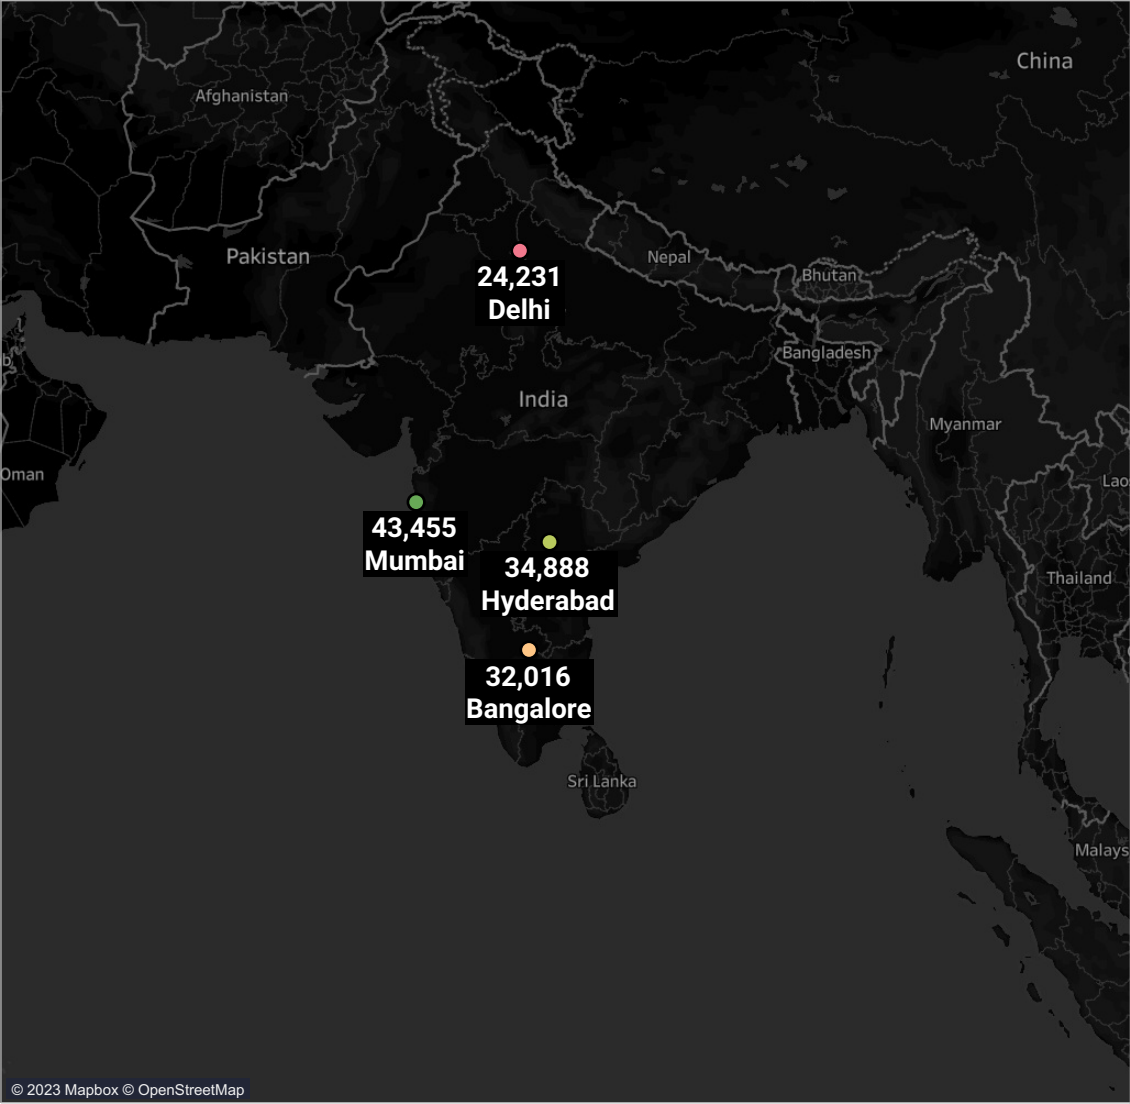 China
Afghanistan
Pakistan
Nepal
24,231
Delhi
Bhutan
Bangladesh
India
Myanmar
Oman
43,455
Mumbai
34,888
Hyderabad
Thailand
32,016
Bangalore
Sri Lanka
Malays
Lao
© 2023 Mapbox © OpenStreetMap